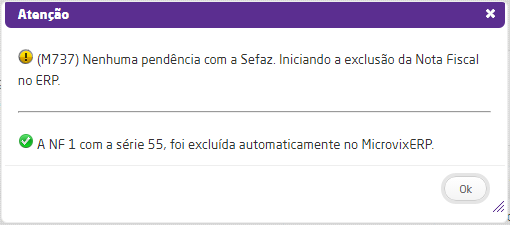 Atenção
(M737) Nenhuma pendência com a Sefaz. Iniciando a exclusão da Nota Fiscal
no ERP.
A NF 1 com a série 55, foi excluída automaticamente no MicrovixERP.
Ok